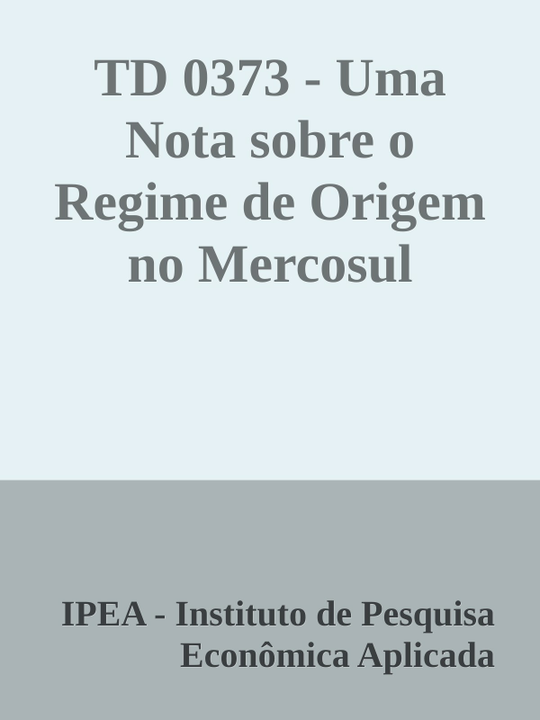 TD 0373 - Uma
Nota sobre o
Regime de Origem
no Mercosul
IPEA - Instituto de Pesquisa
Econômica Aplicada